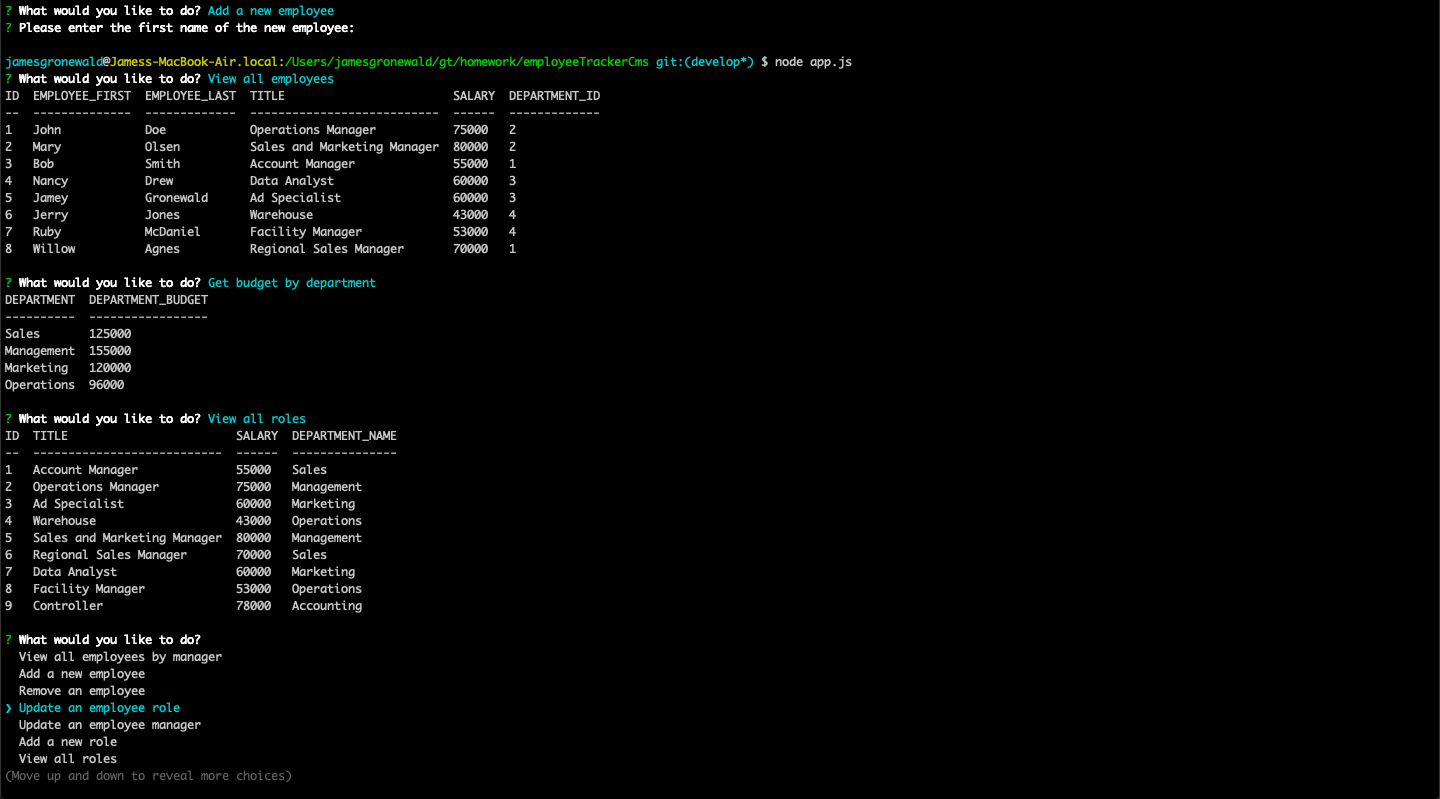 ? What would you like to do? Add a new employee
? Please enter the first name of the new employee:
jamesgronewald@Jamess-MacBook-Air.local:/Users/jamesgronewald/gt/homework/employeeTrackerCms git:(develop*) $ node app.js
? What would you like to do? View all employees
ID  EMPLOYEE_FIRST  EMPLOYEE_LAST  TITLE                        SALARY  DEPARTMENT_ID
--  --------------  -------------  ---------------------------  ------  -------------
1   John            Doe            Operations Manager           75000   2
2   Mary            Olsen          Sales and Marketing Manager  80000   2
3   Bob             Smith          Account Manager              55000   1
4   Nancy           Drew           Data Analyst                 60000   3
5   Jamey           Gronewald      Ad Specialist                60000   3
6   Jerry           Jones          Warehouse                    43000   4
7   Ruby            McDaniel       Facility Manager             53000   4
8   Willow          Agnes          Regional Sales Manager       70000   1
? What would you like to do? Get budget by department
DEPARTMENT  DEPARTMENT_BUDGET
----------  -----------------
Sales       125000
Management  155000
Marketing   120000
Operations  96000
? What would you like to do? View all roles
ID  TITLE                        SALARY  DEPARTMENT_NAME
--  ---------------------------  ------  ---------------
1   Account Manager              55000   Sales
2   Operations Manager           75000   Management
3   Ad Specialist                60000   Marketing
4   Warehouse                    43000   Operations
5   Sales and Marketing Manager  80000   Management
6   Regional Sales Manager       70000   Sales
7   Data Analyst                 60000   Marketing
8   Facility Manager             53000   Operations
9   Controller                   78000   Accounting
? What would you like to do?
  View all employees by manager
  Add a new employee
  Remove an employee
❯ Update an employee role
  Update an employee manager
  Add a new role
  View all roles
(Move up and down to reveal more choices)